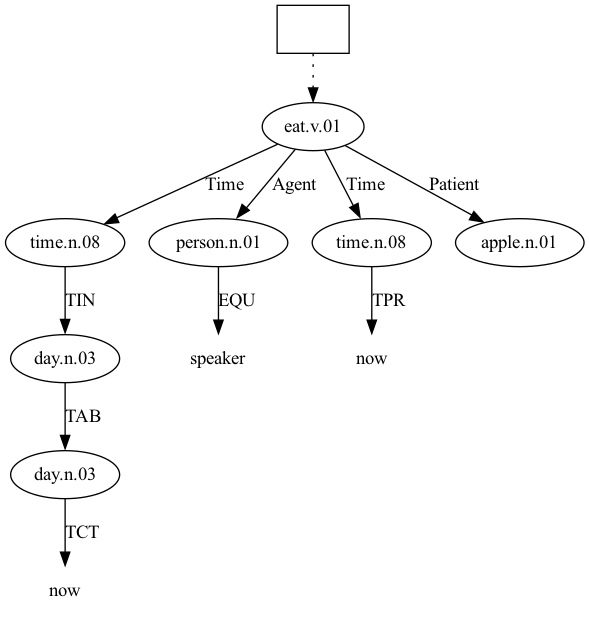 eat.v.01
Time Agent Time Patient
time.n.08 person.n.01 time.n.08 apple.n.01
TIN EQU TPR
day.n.03 speaker now
TAB
day.n.03
TCT
now